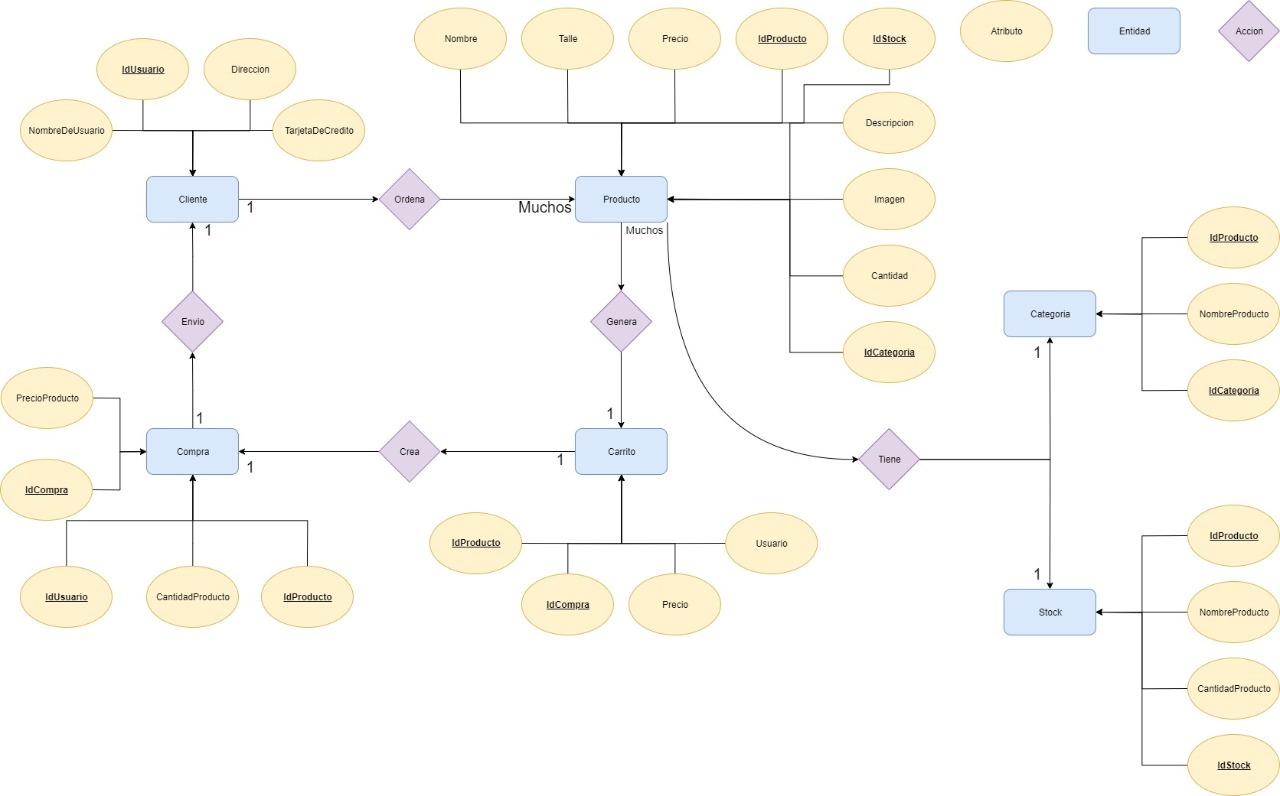 Nombre
Talle
Precio
IdProducto
IdStock
Atributo
Entidad
Accion
IdUsuario
Direccion
NombreDeUsuario
TarjetaDeCredito
Descripcion
Cliente
1
Ordena
Muchos
Producto
Imagen
1
Muchos
Cantidad
IdProducto
Envio
Genera
Categoria
NombreProducto
IdCategoria
1
PrecioProducto
IdCategoria
1
1
Compra
1
Crea
1
Carrito
Tiene
IdCompra
IdProducto
Usuario
IdProducto
1
IdUsuario
CantidadProducto
IdProducto
IdCompra
Precio
Stock
NombreProducto
CantidadProducto
IdStock